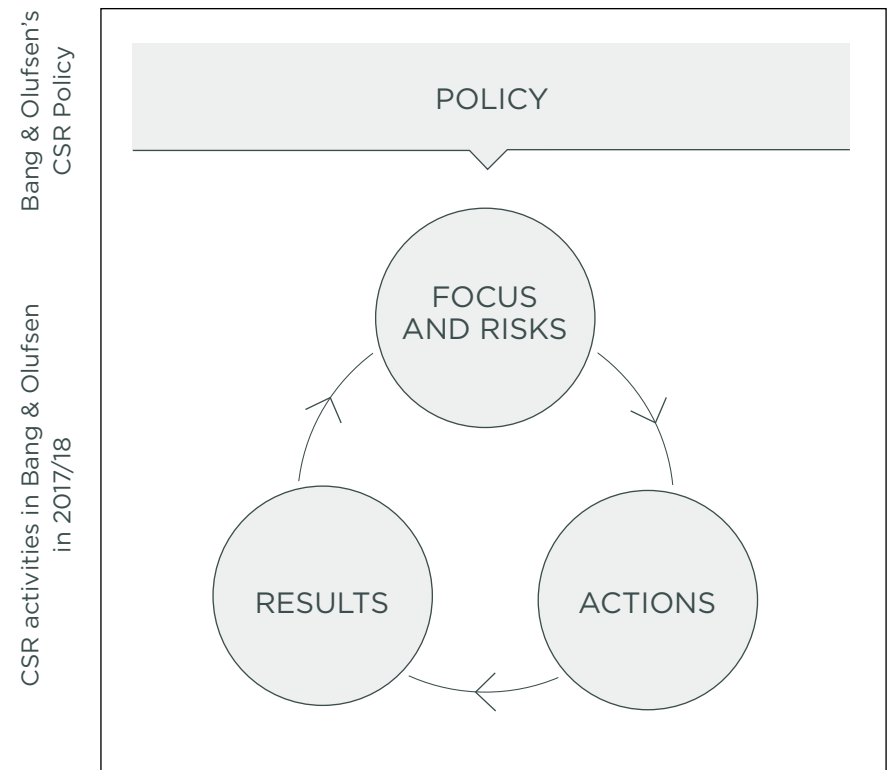 Bang & Olufsen's
CSR Policy
POLICY
CSR activities in Bang & Olufsen
in 2017/18
FOCUS
AND RISKS
RESULTS
ACTIONS